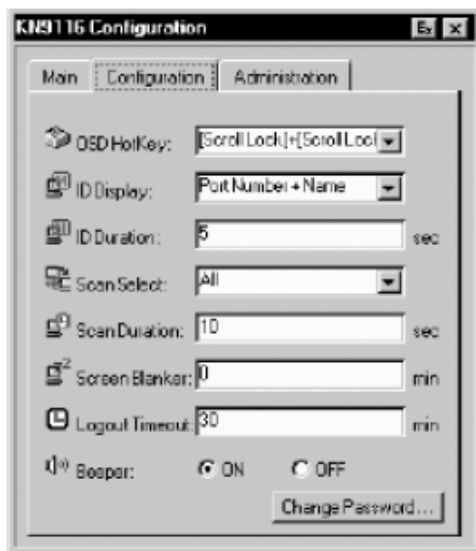 KN9116 Configuration
Main Configuration Administration
OSD HotKey: [Scroll Lock]+[Scroll Loc
ID Display: Port Number + Name
ID Duration: 5 sec
Scan Select: All
Scan Duration: 10 sec
Screen Blanker: 0 min
Logout Timeout: 30 min
Beeper: ON OFF
Change Password...